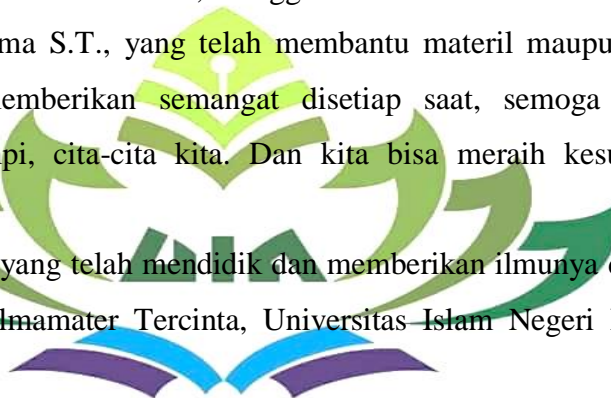 ma S.T., yang telah membantu materil maupu
emberikan semangat disetiap saat, semoga
pi, cita-cita kita. Dan kita bisa meraih kesu
yang telah mendidik dan memberikan ilmunya
lmamater Tercinta, Universitas Islam Negeri